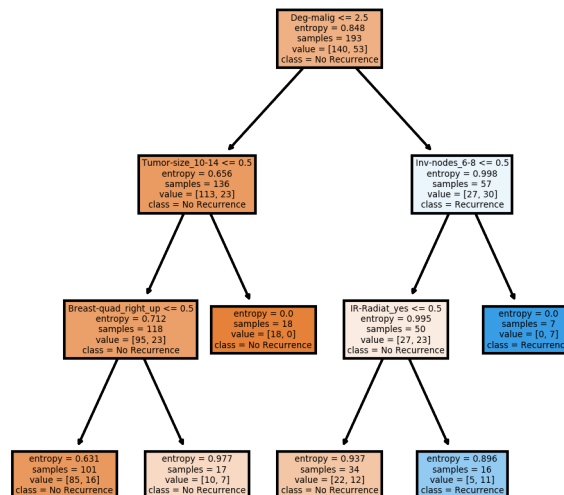 Deg-malig <= 2.5
entropy = 0.848
samples = 193
value = [140, 53]
class = No Recurrence
Tumor-size_10-14 <= 0.5
entropy = 0.656
samples = 136
value = [113, 23]
class = No Recurrence
Inv-nodes_6-8 <= 0.5
entropy = 0.998
samples = 57
value = [27, 30]
class = Recurrence
Breast-quad_right_up <= 0.5
entropy = 0.712
samples = 118
value = [95, 23]
class = No Recurrence
entropy = 0.0
samples = 18
value = [18, 0]
class = No Recurrence
IR-Radiat_yes <= 0.5
entropy = 0.995
samples = 50
value = [27, 23]
class = No Recurrence
entropy = 0.0
samples = 7
value = [0, 7]
class = Recurrence
entropy = 0.631
samples = 101
value = [85, 16]
class = No Recurrence
entropy = 0.977
samples = 17
value = [10, 7]
class = No Recurrence
entropy = 0.937
samples = 34
value = [22, 12]
class = No Recurrence
entropy = 0.896
samples = 16
value = [5, 11]
class = Recurrence